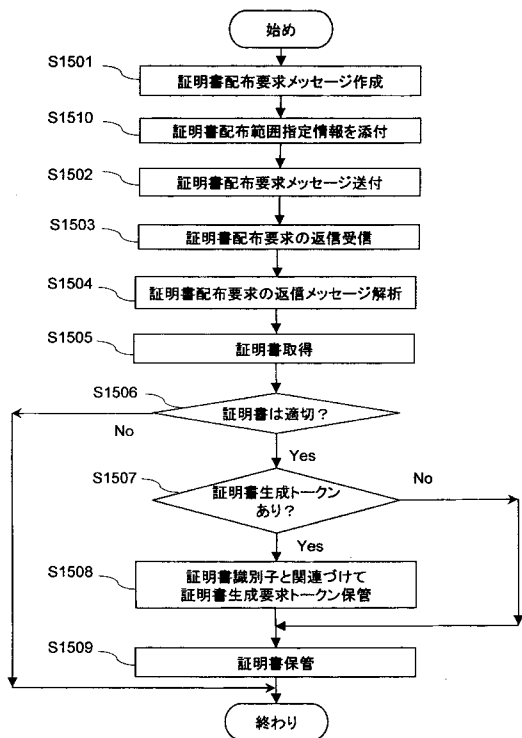 始め
S1501
証明書配布要求メッセージ作成
S1510
証明書配布範囲指定情報を添付
S1502
証明書配布要求メッセージ送付
S1503
証明書配布要求の返信受信
S1504
証明書配布要求の返信メッセージ解析
S1505
証明書取得
S1506
証明書は適切？
No
Yes
S1507
証明書生成トークン
あり？
No
Yes
S1508
証明書識別子と関連づけて
証明書生成要求トークン保管
S1509
証明書保管
終わり